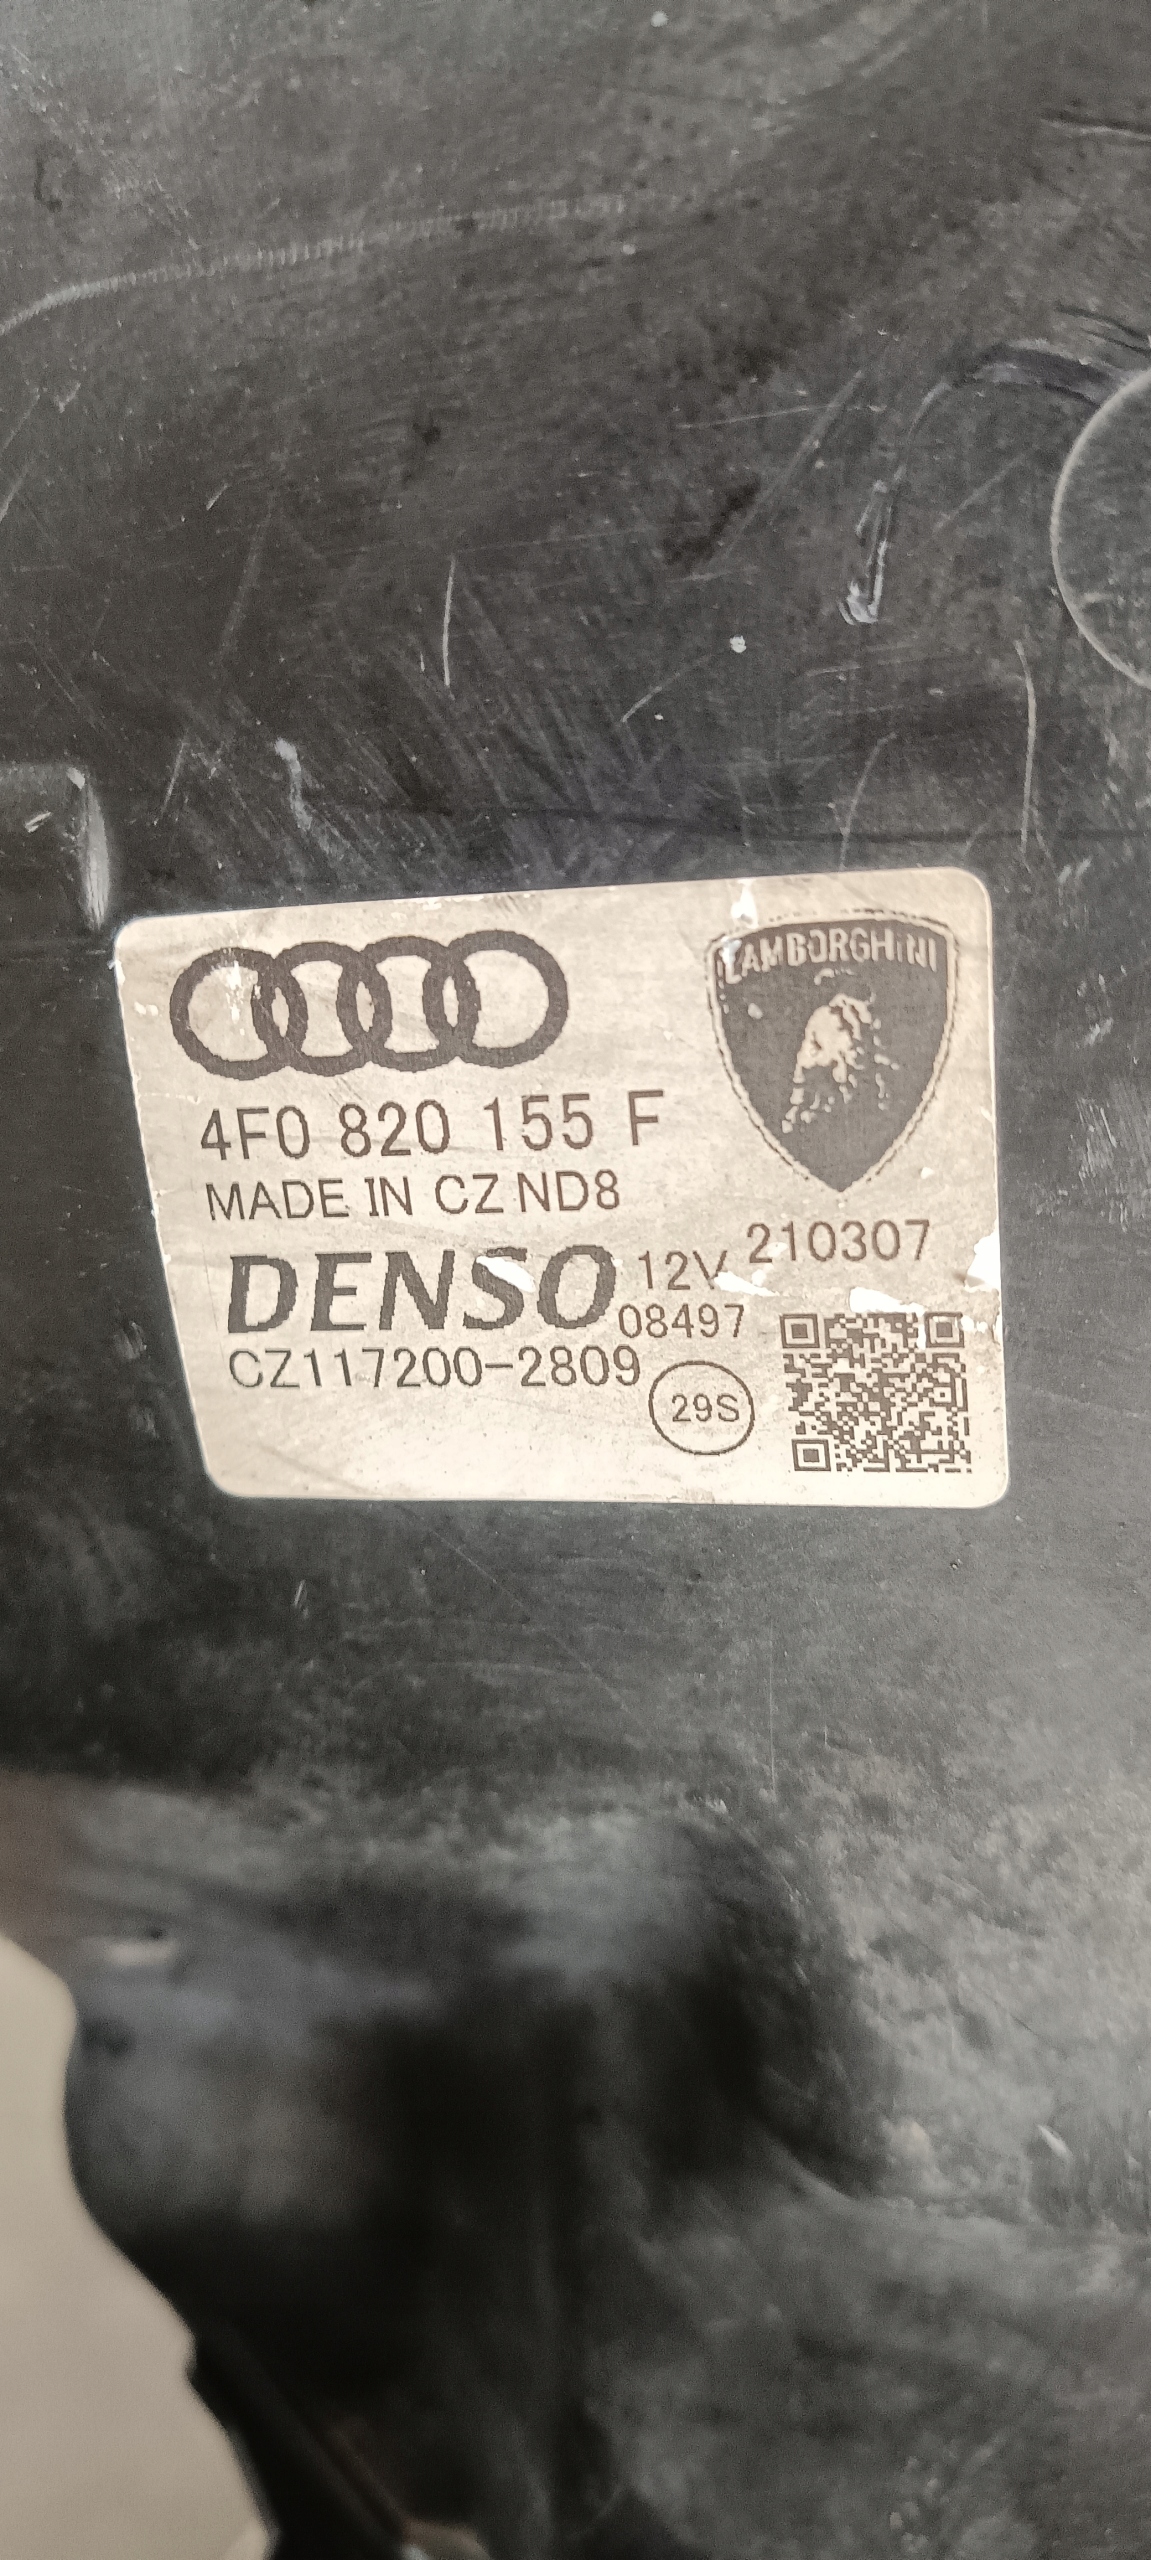 LAMBORGHINI
4F0 820 155 F
MADE IN CZ ND8
210307
DENSO 12V
08497
CZ117200-2809
29S